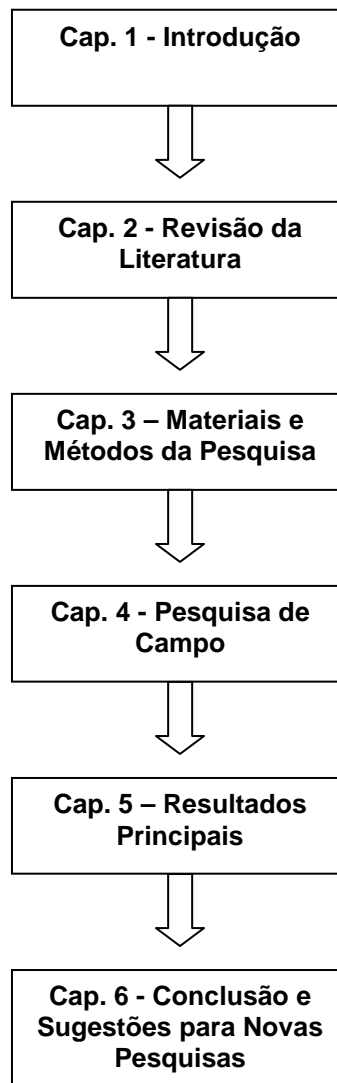 Cap. 1 - Introdução
Cap. 2 - Revisão da
Literatura
Cap. 3 – Materiais e
Métodos da Pesquisa
Cap. 4 - Pesquisa de
Campo
Cap. 5 – Resultados
Principais
Cap. 6 - Conclusão e
Sugestões para Novas
Pesquisas